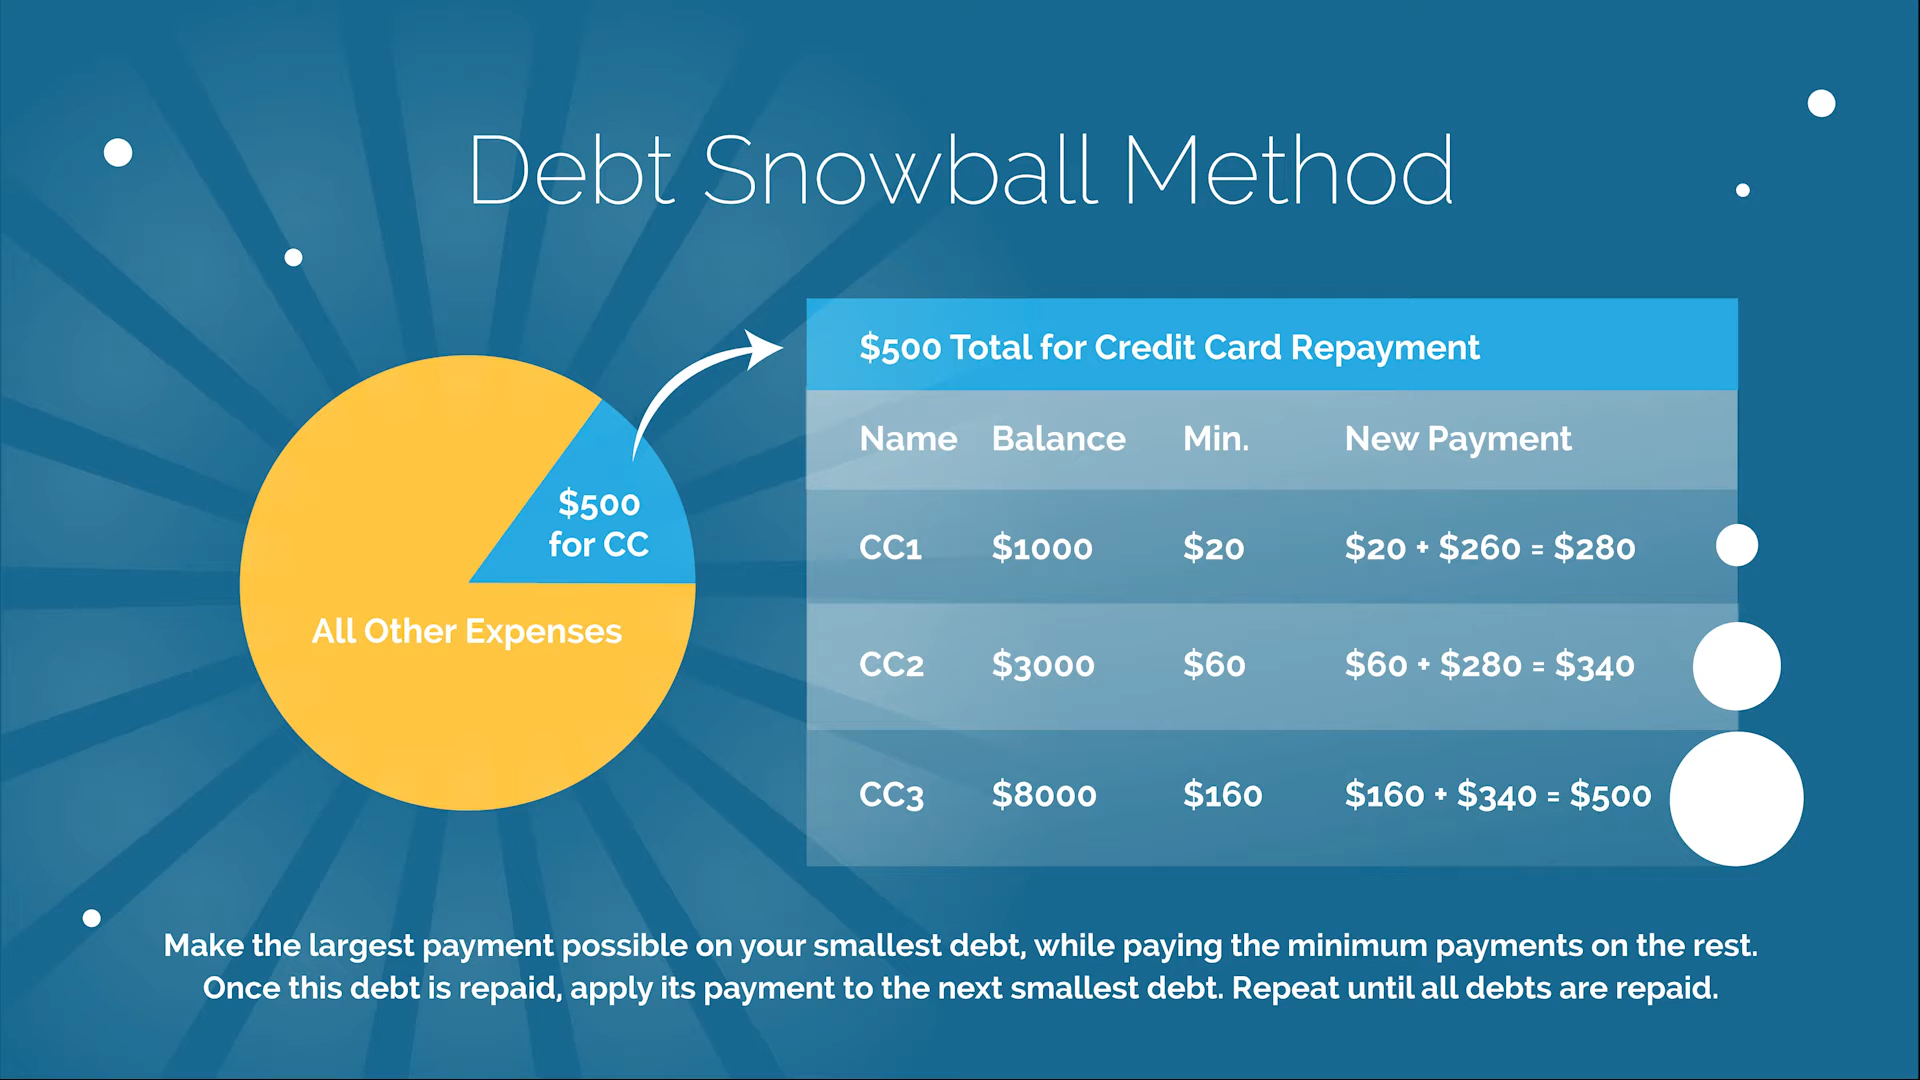 Debt Snowball Method
$500 Total for Credit Card Repayment
Name Balance Min. New Payment
CC1 $1000 $20 $20 + $260 = $280
CC2 $3000 $60 $60 + $280 = $340
CC3 $8000 $160 $160 + $340 = $500
$500
for CC
All Other Expenses
Make the largest payment possible on your smallest debt, while paying the minimum payments on the rest.
Once this debt is repaid, apply its payment to the next smallest debt. Repeat until all debts are repaid.